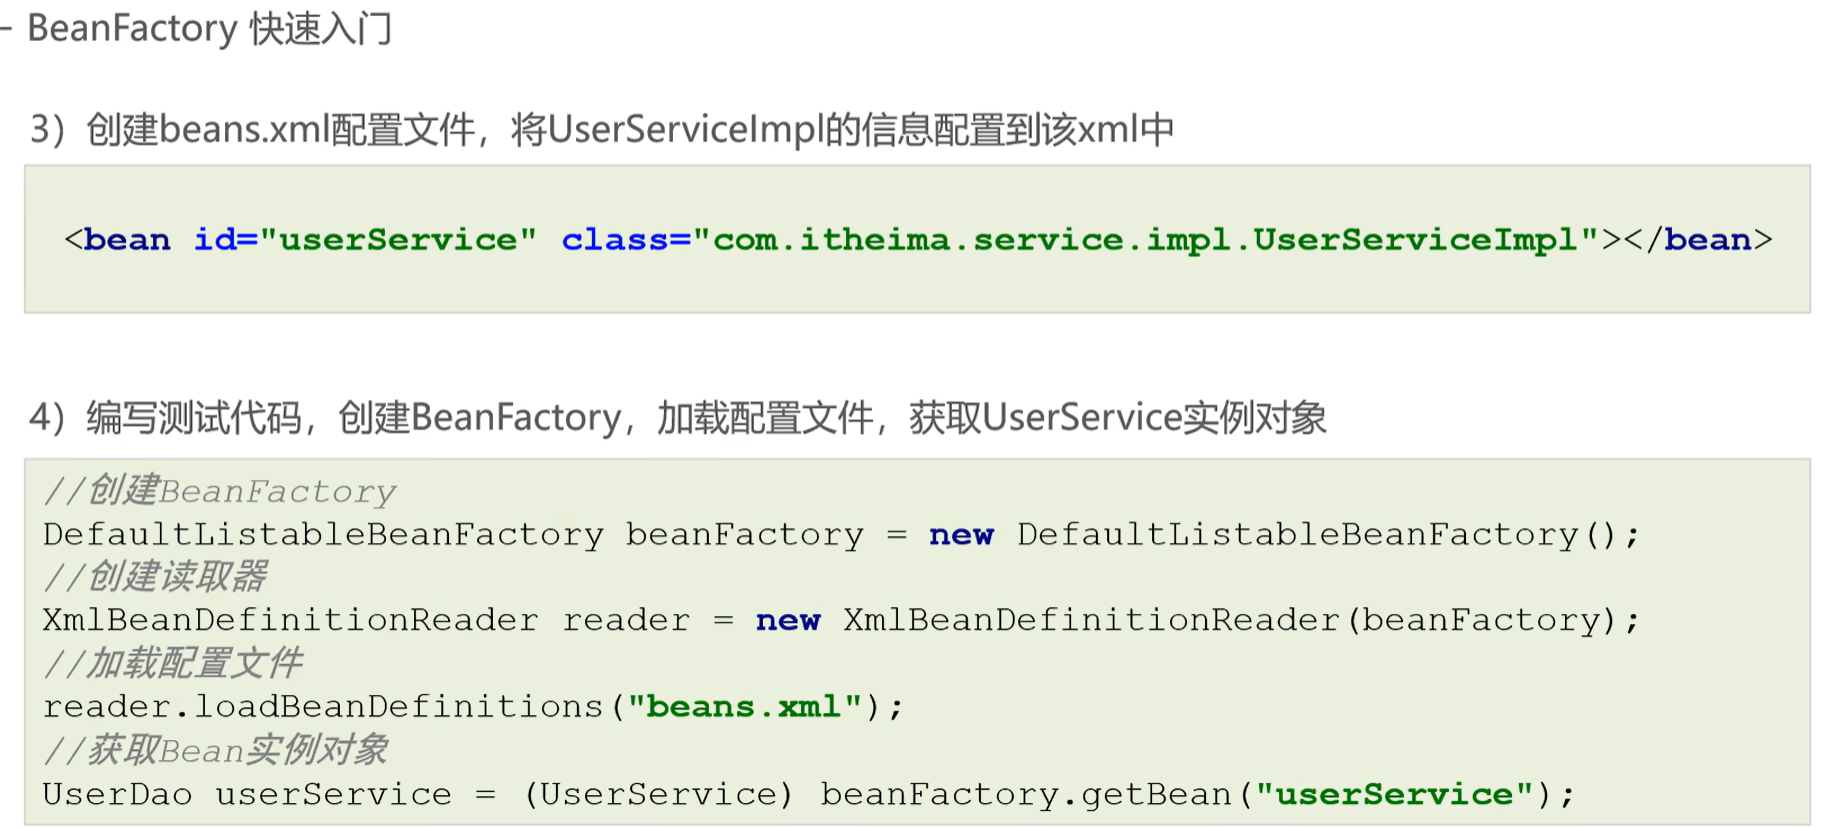 - BeanFactory 快速入门
3）创建beans.xml配置文件，将UserServiceImpl的信息配置到该xml中
<bean id="userService" class="com.itheima.service.impl.UserServiceImpl"></bean>
4）编写测试代码，创建BeanFactory，加载配置文件，获取UserService实例对象
//创建BeanFactory
DefaultListableBeanFactory beanFactory = new DefaultListableBeanFactory();
//创建读取器
XmlBeanDefinitionReader reader = new XmlBeanDefinitionReader(beanFactory);
//加载配置文件
reader.loadBeanDefinitions("beans.xml");
//获取Bean实例对象
UserDao userService = (UserService) beanFactory.getBean("userService");